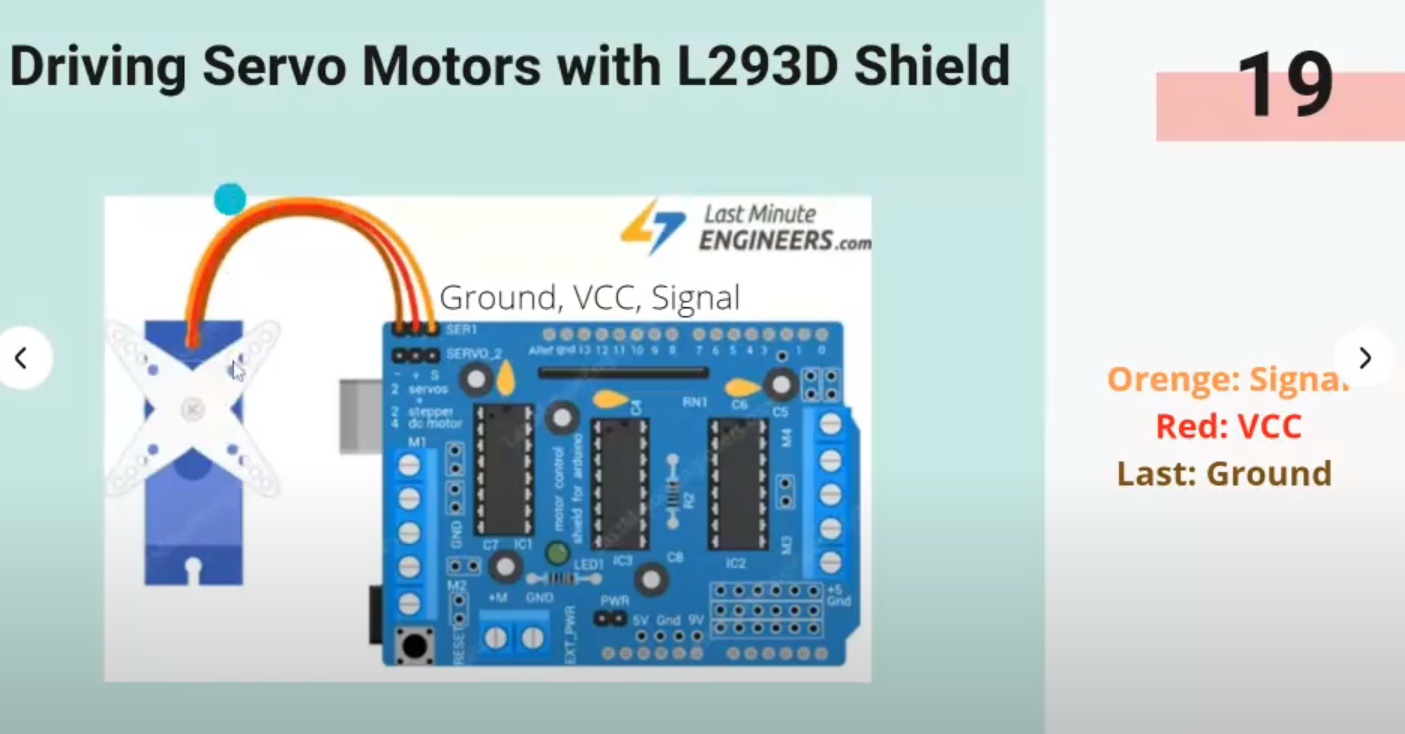 Driving Servo Motors with L293D Shield
19
Last Minute
ENGINEERS.com
Ground, VCC, Signal
SER1
SERVO_2
- + S
2 servos
+
2 stepper
4 dc motor
Aref gnd 13 12 11 10 9 8 7 6 5 4 3 1 0
RN1
C4
C6
C5
M1
M4
motor control
shield for arduino
R2
GND
C7 IC1
LED1
IC3
C8
IC2
M3
M2
+M GND
EXT_PWR
PWR
5V Gnd 9V
+5
Gnd
RESET
Orenge: Signal
Red: VCC
Last: Ground